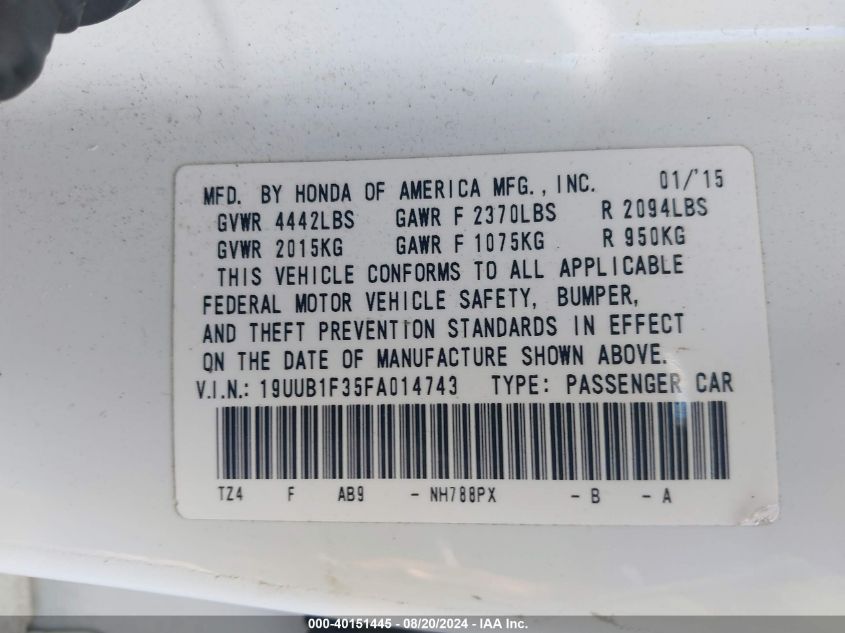 MFD. BY HONDA OF AMERICA MFG., INC. 01/'15
GVWR 4442LBS GAWR F 2370LBS R 2094LBS
GVWR 2015KG GAWR F 1075KG R 950KG
THIS VEHICLE CONFORMS TO ALL APPLICABLE
FEDERAL MOTOR VEHICLE SAFETY, BUMPER,
AND THEFT PREVENTION STANDARDS IN EFFECT
ON THE DATE OF MANUFACTURE SHOWN ABOVE.
V.I.N.: 19UUB1F35FA014743 TYPE: PASSENGER CAR
TZ4 F AB9 - NH788PX - B - A
000-40151445 - 08/20/2024 - IAA Inc.